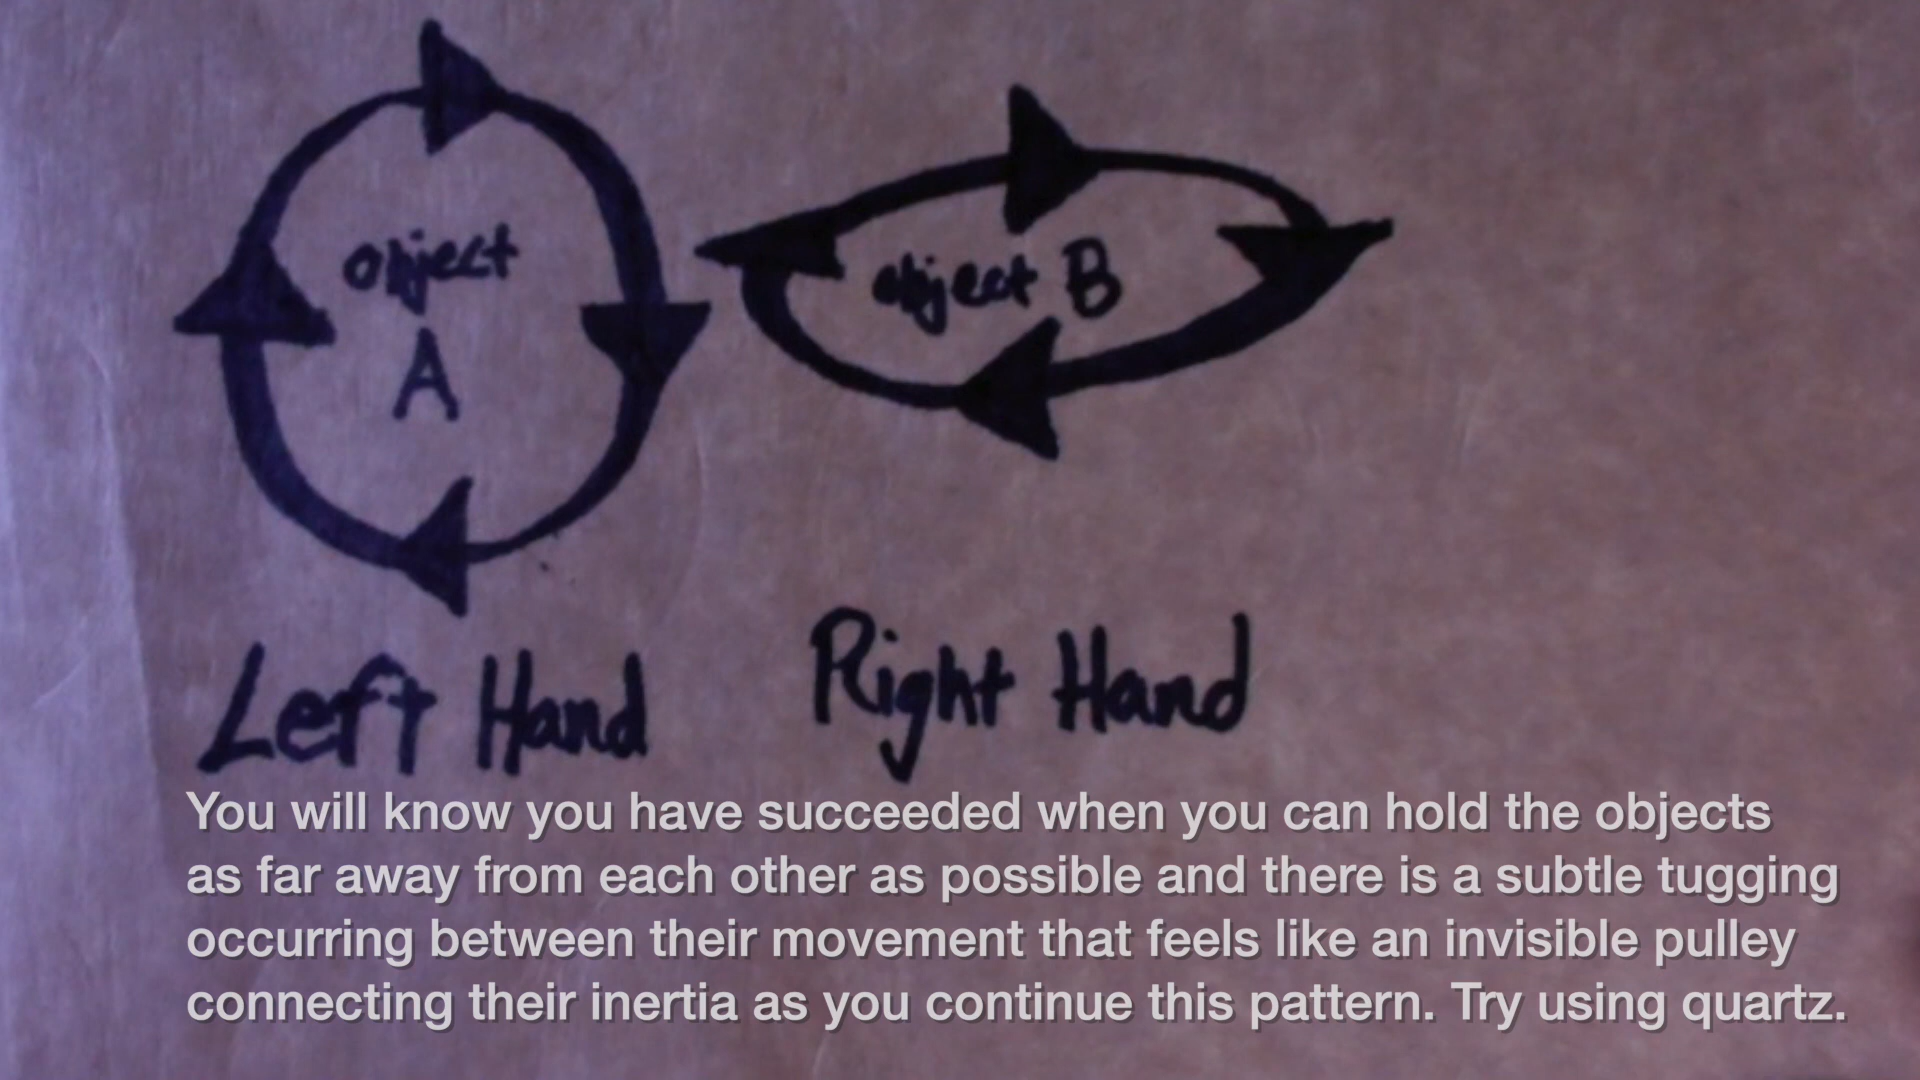 object
A
object B
Left Hand
Right Hand
You will know you have succeeded when you can hold the objects
as far away from each other as possible and there is a subtle tugging
occurring between their movement that feels like an invisible pulley
connecting their inertia as you continue this pattern. Try using quartz.